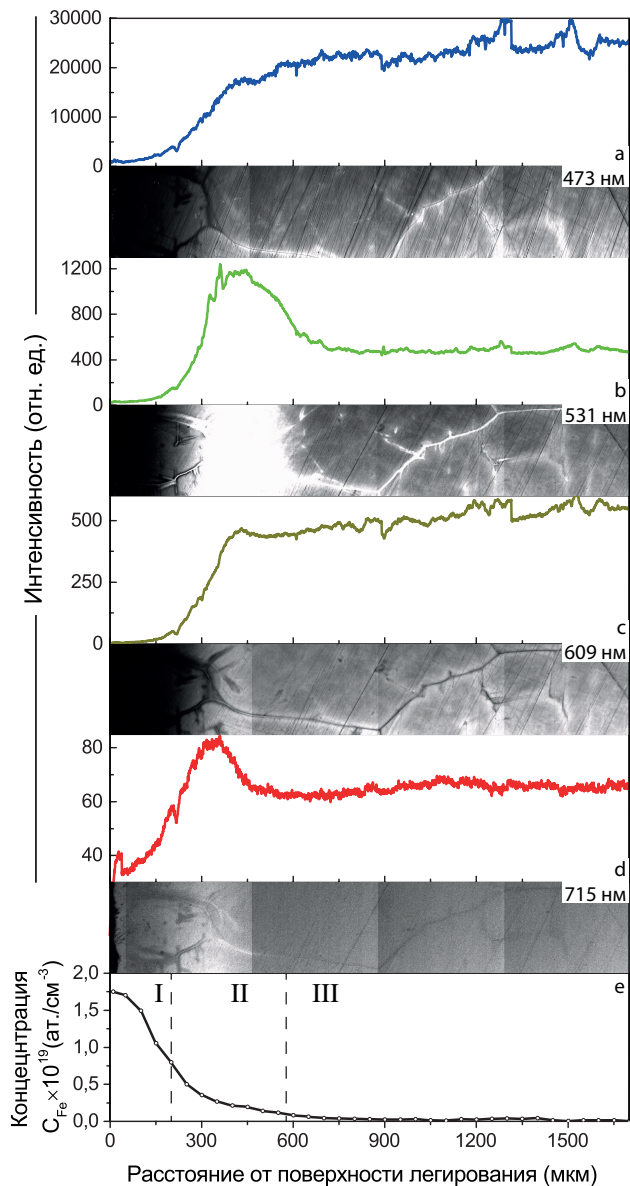 30000
20000
10000
0
a
473 нм
1200
800
400
0
b
531 нм
500
250
0
c
609 нм
80
60
40
d
715 нм
Интенсивность (отн. ед.)
2,0
1,5
1,0
0,5
0,0
I
II
III
e
Концецнтрация
C_Fe×10^19(ат./см^-3)
0
300
600
900
1200
1500
Расстояние от поверхности легирования (мкм)